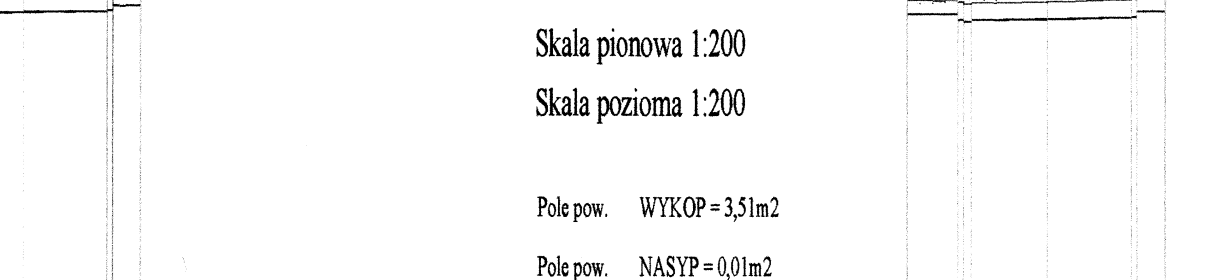 Skala pionowa 1:200
Skala pozioma 1:200
Pole pow. WYKOP = 3,51m2
Pole pow. NASYP = 0,01m2